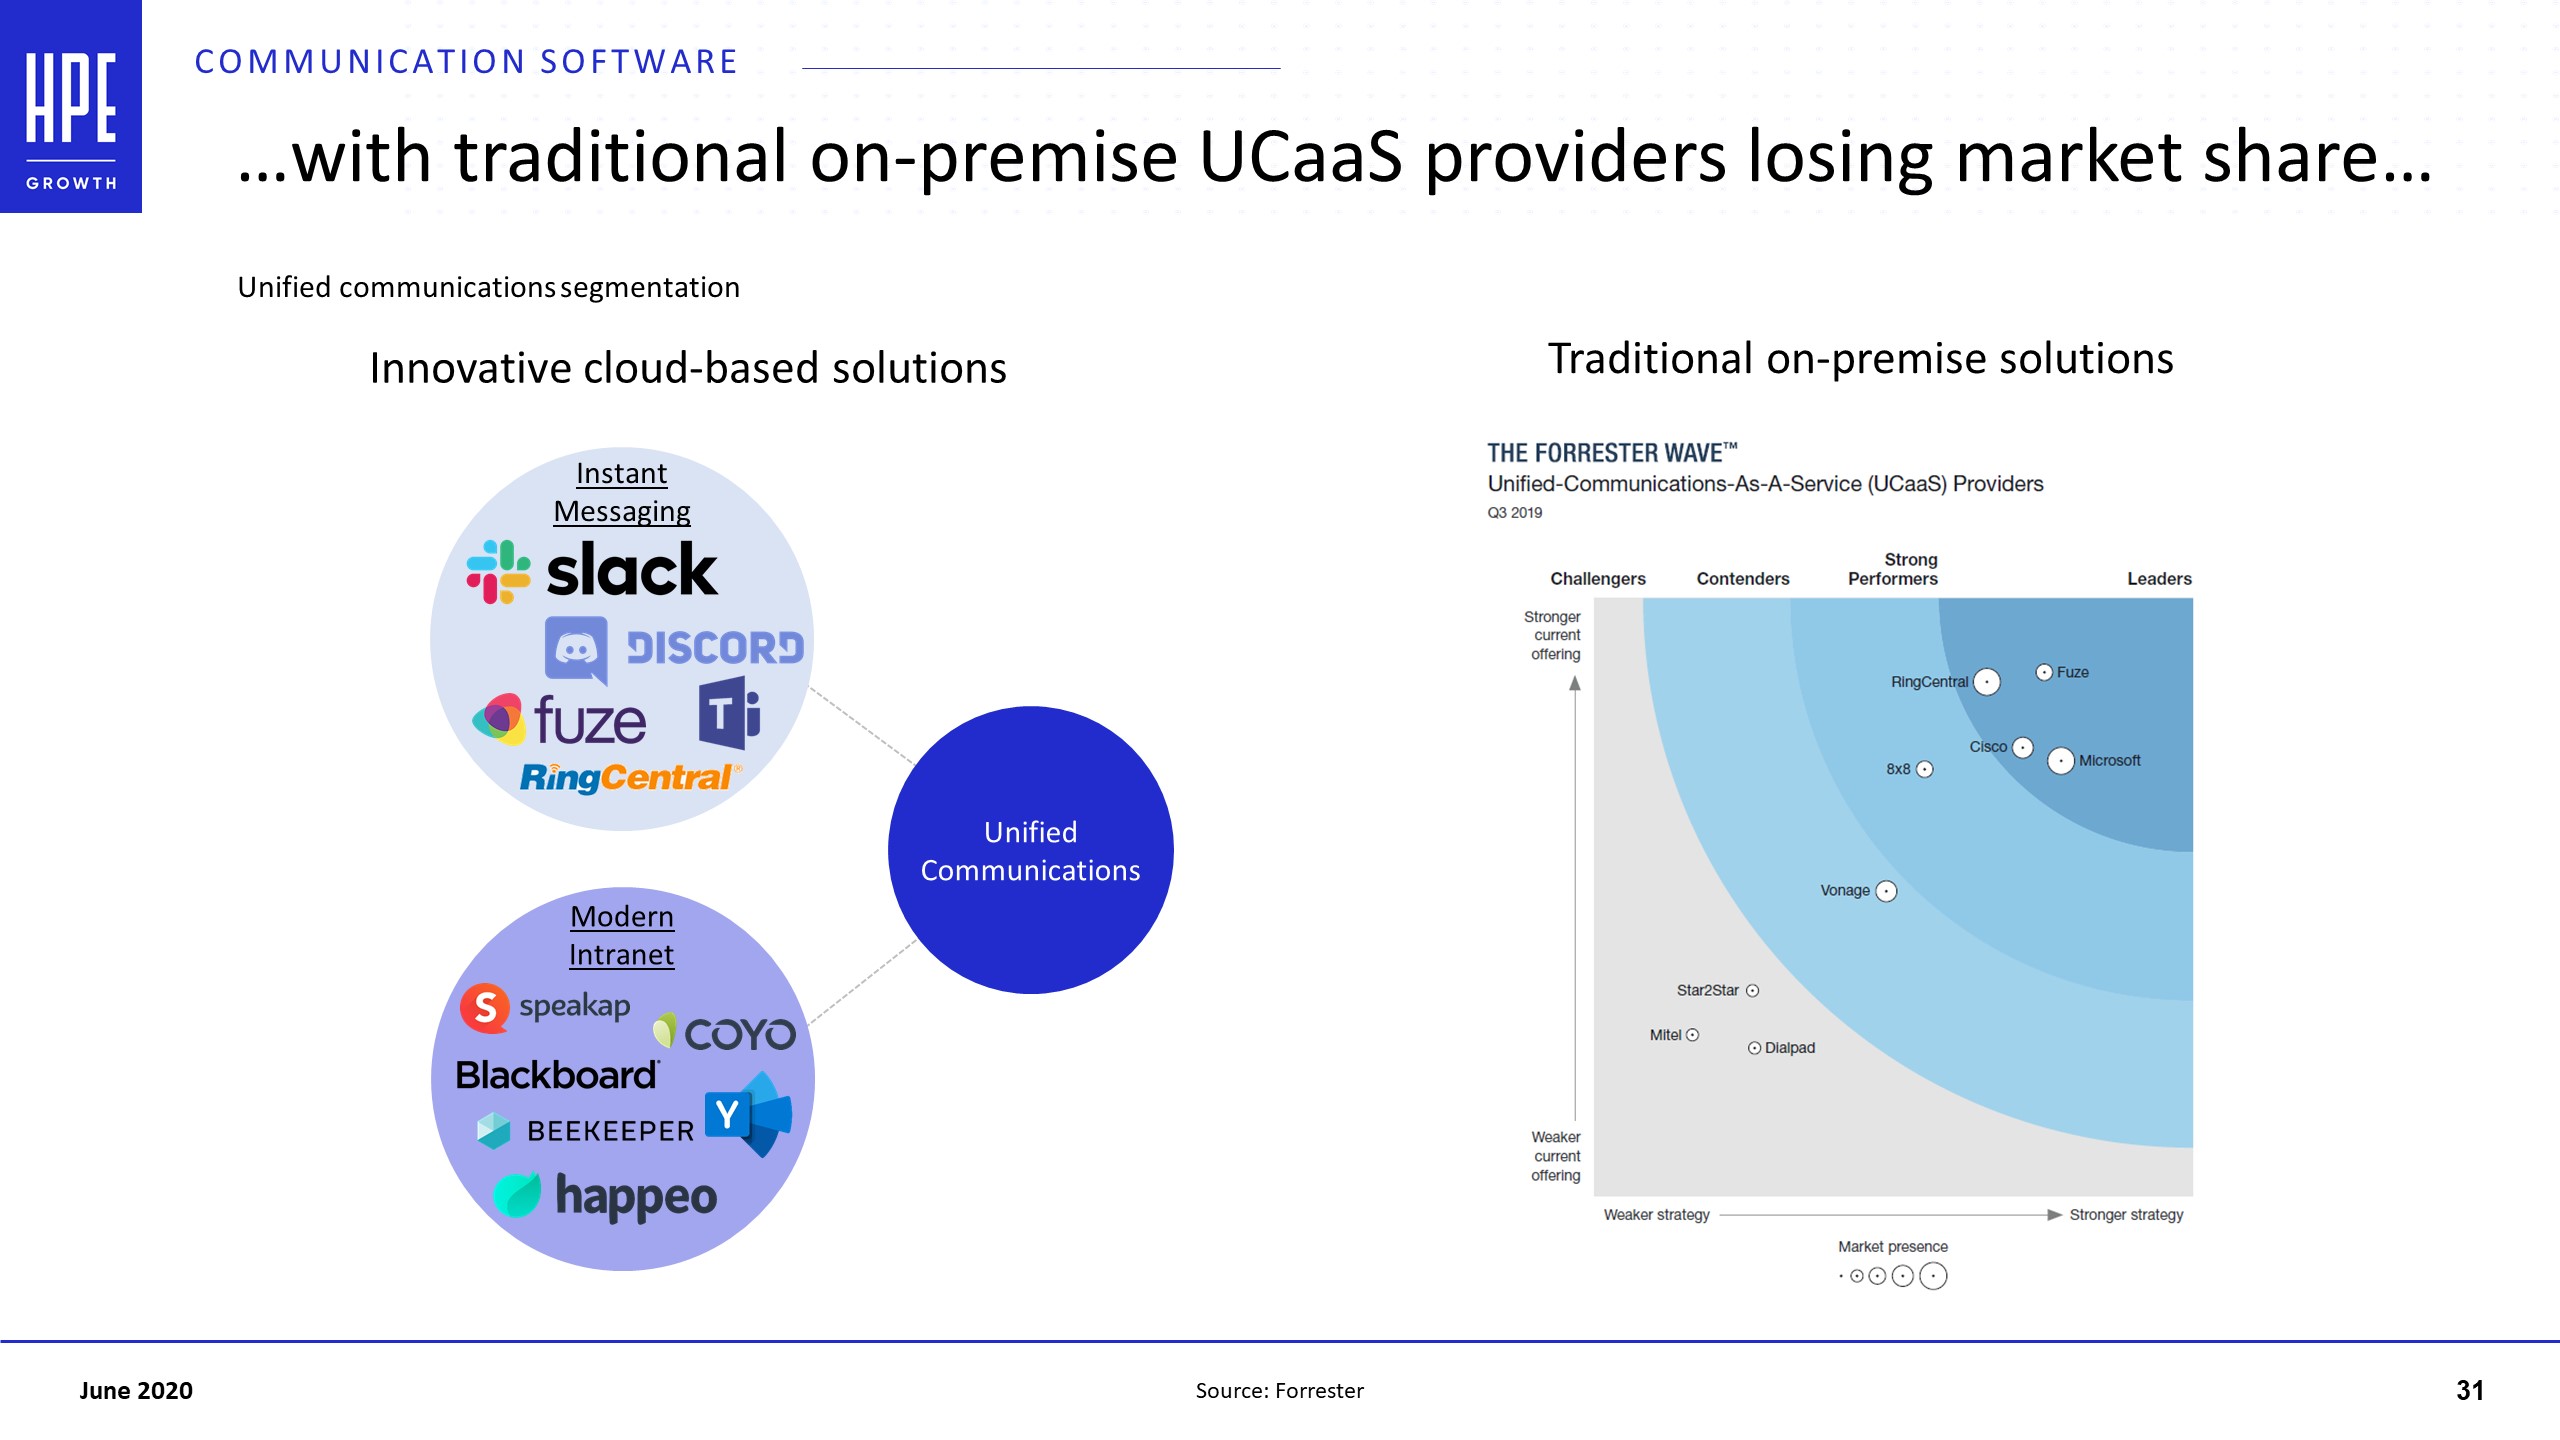 HPE
GROWTH
COMMUNICATION SOFTWARE
...with traditional on-premise UCaaS providers losing market share...
Unified communications segmentation
Innovative cloud-based solutions
Instant
Messaging
slack
DISCORD
fuze
T
RingCentral®
Modern
Intranet
S speakap
COYO
Blackboard
BEEKEEPER
Y
happeo
Unified
Communications
Traditional on-premise solutions
THE FORRESTER WAVE™
Unified-Communications-As-A-Service (UCaaS) Providers
Q3 2019
Challengers
Contenders
Strong
Performers
Leaders
Stronger
current
offering
RingCentral
Fuze
Cisco
Microsoft
8x8
Vonage
Star2Star
Mitel
Dialpad
Weaker
current
offering
Weaker strategy
Stronger strategy
Market presence
June 2020
Source: Forrester
31